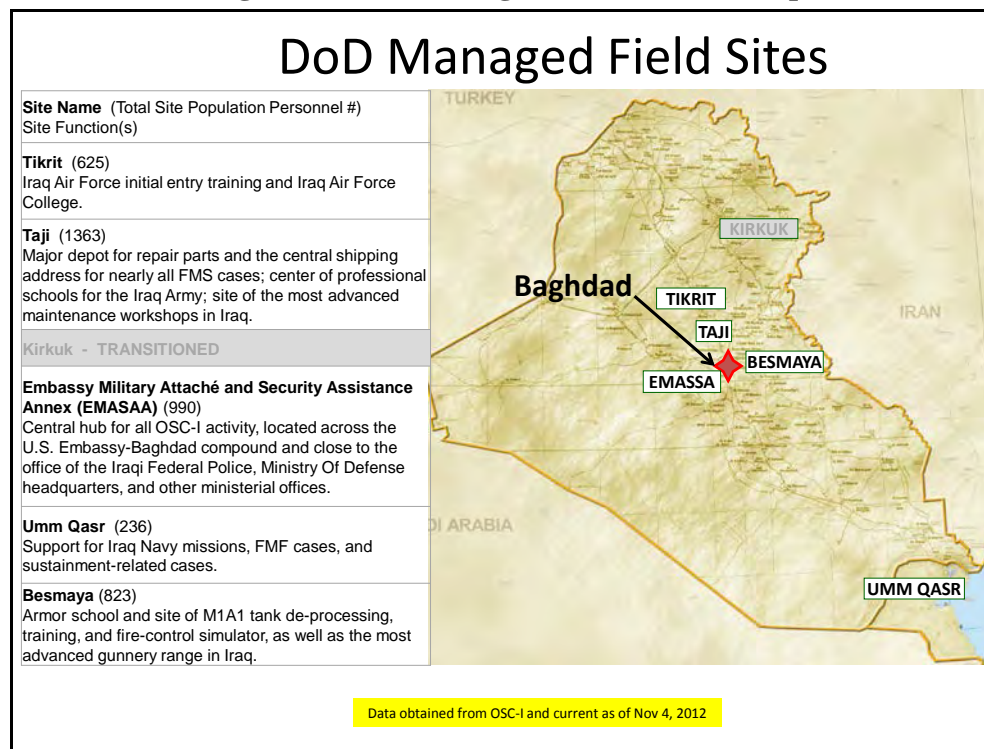 DoD Managed Field Sites
Site Name (Total Site Population Personnel #)
Site Function(s)
Tikrit (625)
Iraq Air Force initial entry training and Iraq Air Force
College.
Taji (1363)
Major depot for repair parts and the central shipping
address for nearly all FMS cases; center of professional
schools for the Iraq Army; site of the most advanced
maintenance workshops in Iraq.
Kirkuk - TRANSITIONED
Embassy Military Attaché and Security Assistance
Annex (EMASAA) (990)
Central hub for all OSC-I activity, located across the
U.S. Embassy-Baghdad compound and close to the
office of the Iraqi Federal Police, Ministry Of Defense
headquarters, and other ministerial offices.
Umm Qasr (236)
Support for Iraq Navy missions, FMF cases, and
sustainment-related cases.
Besmaya (823)
Armor school and site of M1A1 tank de-processing,
training, and fire-control simulator, as well as the most
advanced gunnery range in Iraq.
TURKEY
KIRKUK
Baghdad
TIKRIT
IRAN
TAJI
BESMAYA
EMASSA
DI ARABIA
UMM QASR
Data obtained from OSC-I and current as of Nov 4, 2012